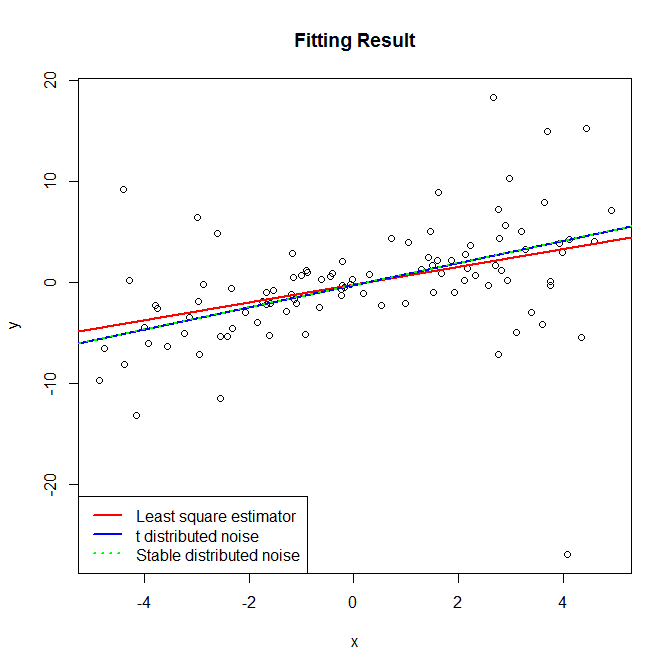 Fitting Result
20
10
0
-10
-20
y
Least square estimator
t distributed noise
Stable distributed noise
-4
-2
0
2
4
x